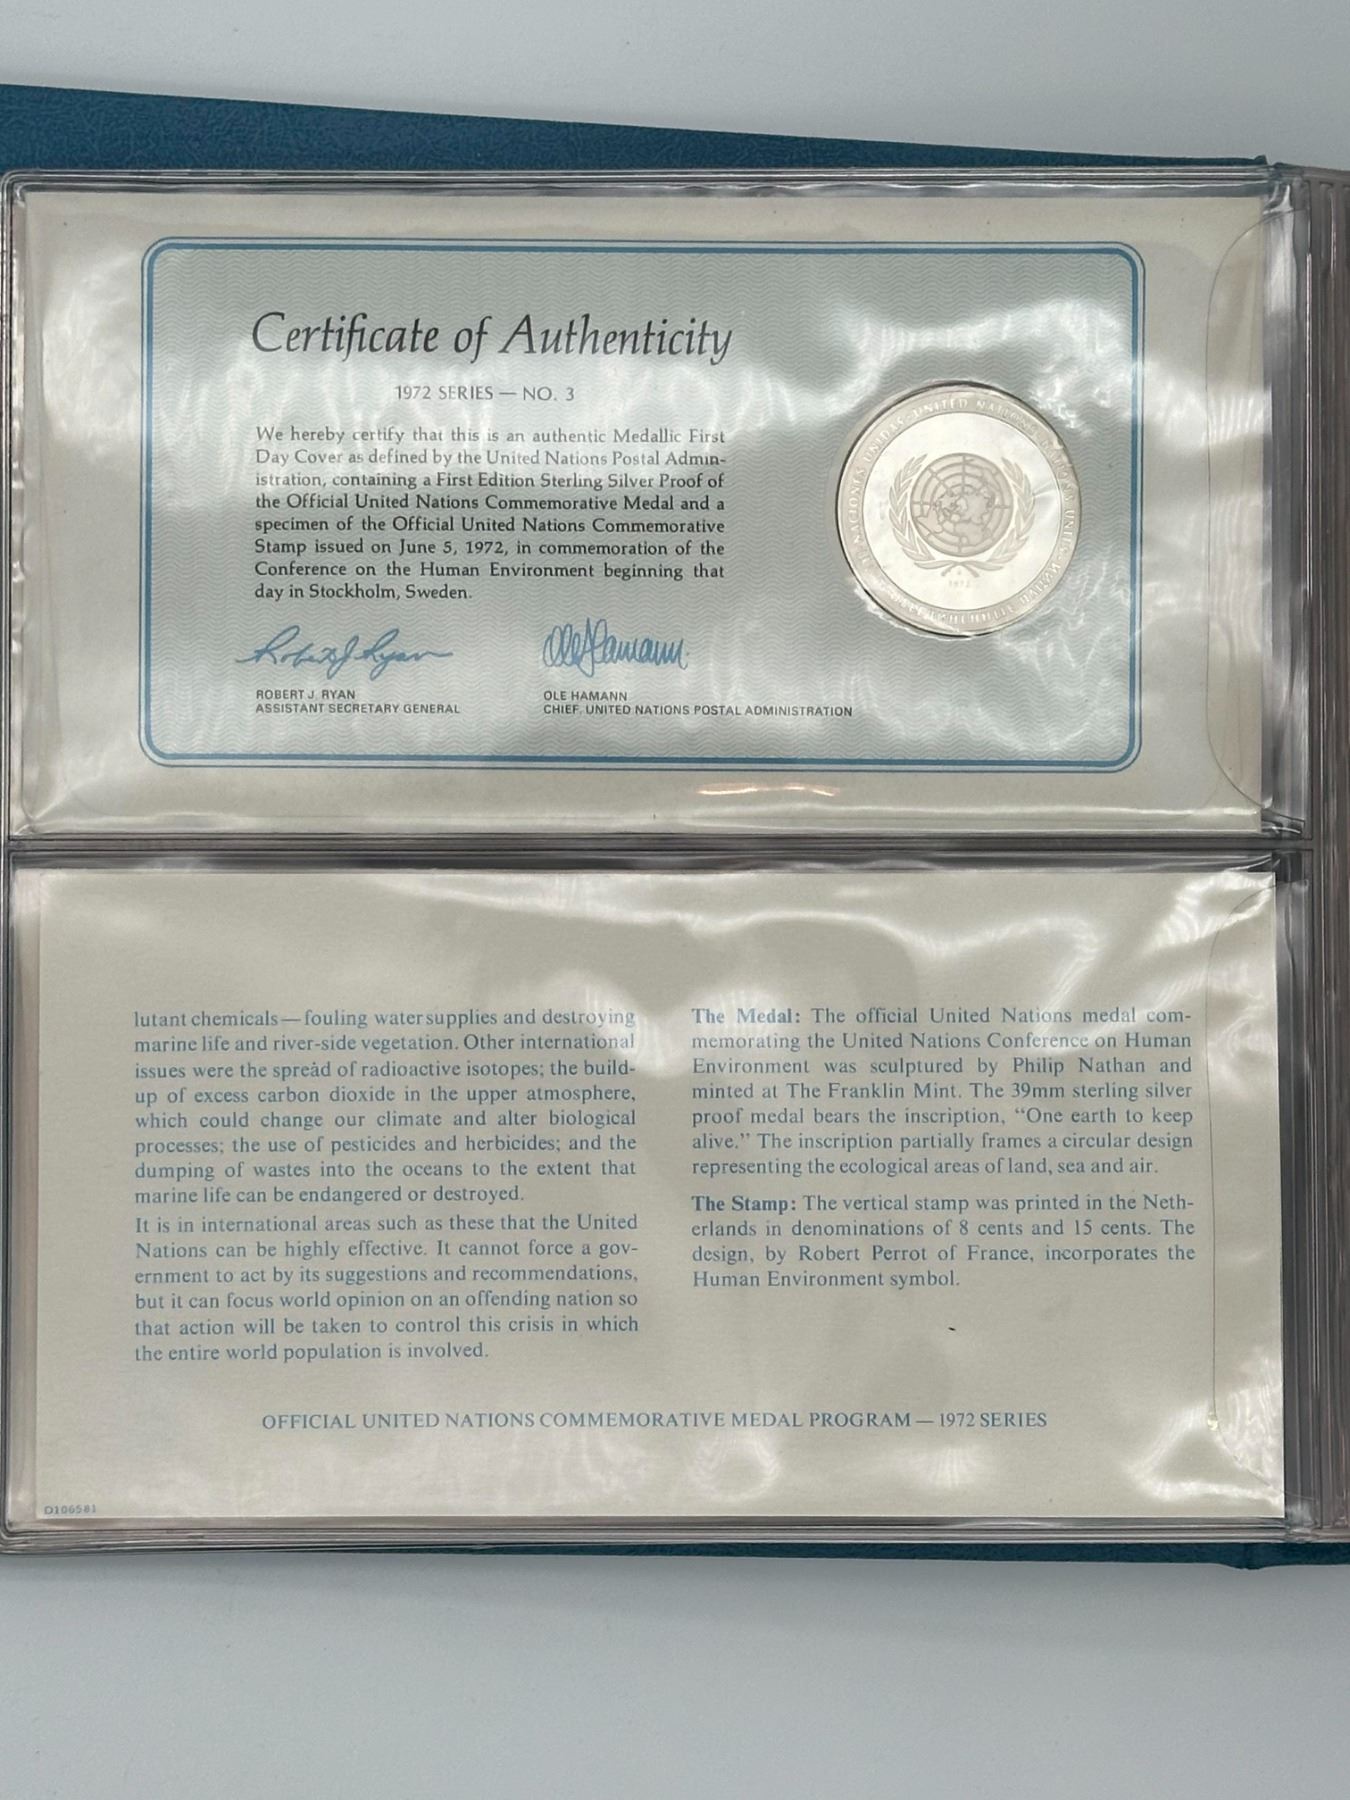 Certificate of Authenticity
1972 SERIES — NO. 3
We hereby certify that this is an authentic Medallic First
Day Cover as defined by the United Nations Postal Admin-
istration, containing a First Edition Sterling Silver Proof of
the Official United Nations Commemorative Medal and a
specimen of the Official United Nations Commemorative
Stamp issued on June 5, 1972, in commemoration of the
Conference on the Human Environment beginning that
day in Stockholm, Sweden.
Robert J. Ryan
Ole Hamann
ROBERT J. RYAN
ASSISTANT SECRETARY GENERAL
OLE HAMANN
CHIEF, UNITED NATIONS POSTAL ADMINISTRATION
UNITED NATIONS
NACIONES UNIDAS
1972
lutant chemicals—fouling water supplies and destroying
marine life and river-side vegetation. Other international
issues were the spread of radioactive isotopes; the build-
up of excess carbon dioxide in the upper atmosphere,
which could change our climate and alter biological
processes; the use of pesticides and herbicides; and the
dumping of wastes into the oceans to the extent that
marine life can be endangered or destroyed.
It is in international areas such as these that the United
Nations can be highly effective. It cannot force a gov-
ernment to act by its suggestions and recommendations,
but it can focus world opinion on an offending nation so
that action will be taken to control this crisis in which
the entire world population is involved.
The Medal: The official United Nations medal com-
memorating the United Nations Conference on Human
Environment was sculptured by Philip Nathan and
minted at The Franklin Mint. The 39mm sterling silver
proof medal bears the inscription, “One earth to keep
alive.” The inscription partially frames a circular design
representing the ecological areas of land, sea and air.
The Stamp: The vertical stamp was printed in the Neth-
erlands in denominations of 8 cents and 15 cents. The
design, by Robert Perrot of France, incorporates the
Human Environment symbol.
OFFICIAL UNITED NATIONS COMMEMORATIVE MEDAL PROGRAM — 1972 SERIES
D106581